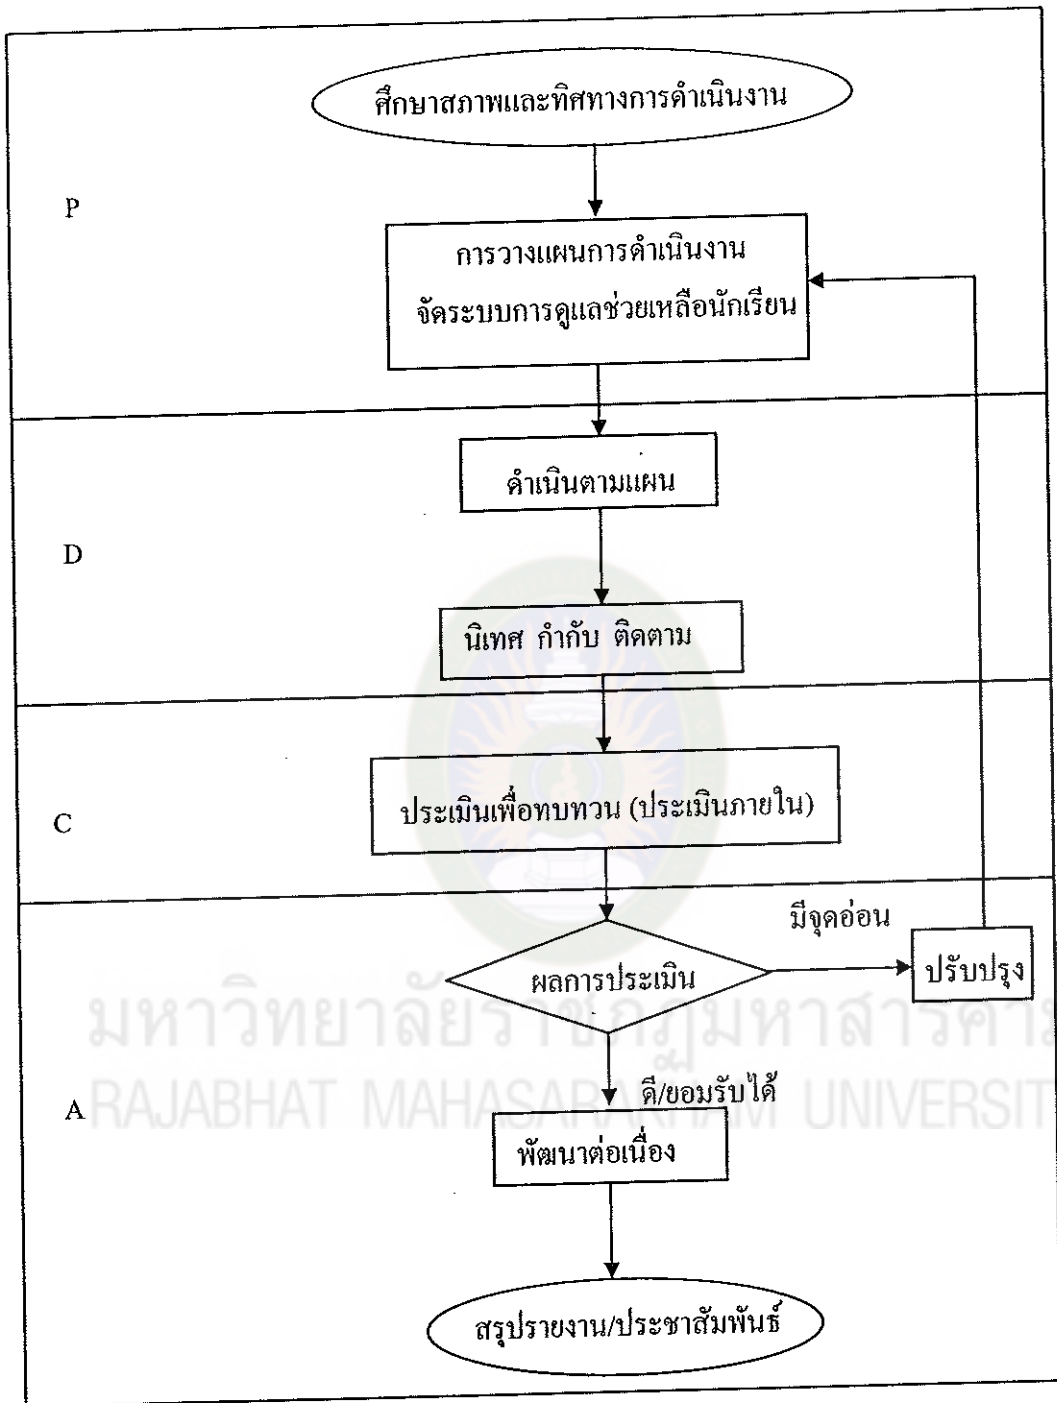 ศึกษาสภาพและทิศทางการดำเนินงาน
P
การวางแผนการดำเนินงาน
จัดระบบการดูแลช่วยเหลือนักเรียน
ดำเนินตามแผน
D
นิเทศ กำกับ ติดตาม
C
ประเมินเพื่อทบทวน (ประเมินภายใน)
มีจุดอ่อน
ผลการประเมิน
ปรับปรุง
มหาวิทยาลัยราชภัฏมหาสารคาม
RAJABHAT MAHASARAKHAM UNIVERSIT
ดี/ยอมรับได้
A
พัฒนาต่อเนื่อง
สรุปรายงาน/ประชาสัมพันธ์